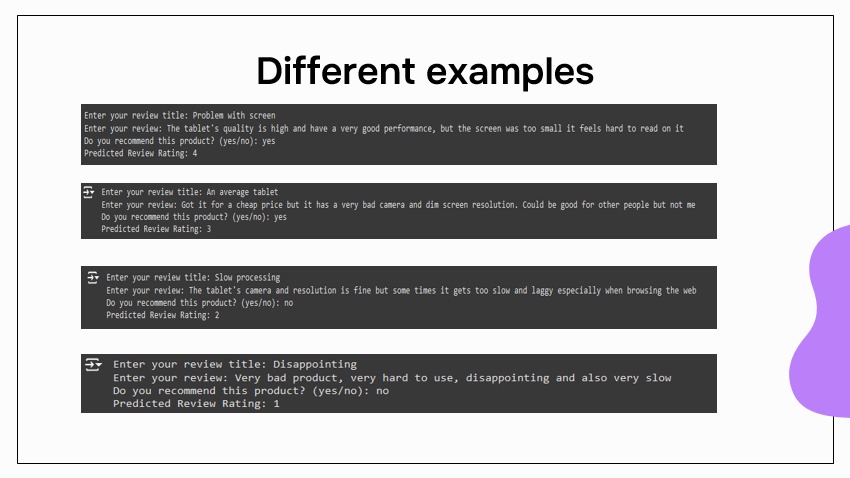 Different examples
Enter your review title: Problem with screen
Enter your review: The tablet's quality is high and have a very good performance, but the screen was too small it feels hard to read on it
Do you recommend this product? (yes/no): yes
Predicted Review Rating: 4
Enter your review title: An average tablet
Enter your review: Got it for a cheap price but it has a very bad camera and dim screen resolution. Could be good for other people but not me
Do you recommend this product? (yes/no): yes
Predicted Review Rating: 3
Enter your review title: Slow processing
Enter your review: The tablet's camera and resolution is fine but some times it gets too slow and laggy especially when browsing the web
Do you recommend this product? (yes/no): no
Predicted Review Rating: 2
Enter your review title: Disappointing
Enter your review: Very bad product, very hard to use, disappointing and also very slow
Do you recommend this product? (yes/no): no
Predicted Review Rating: 1